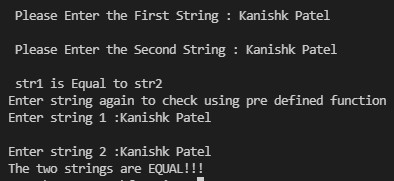 Please Enter the First String : Kanishk Patel
Please Enter the Second String : Kanishk Patel
str1 is Equal to str2
Enter string again to check using pre defined function
Enter string 1 :Kanishk Patel
Enter string 2 :Kanishk Patel
The two strings are EQUAL!!!